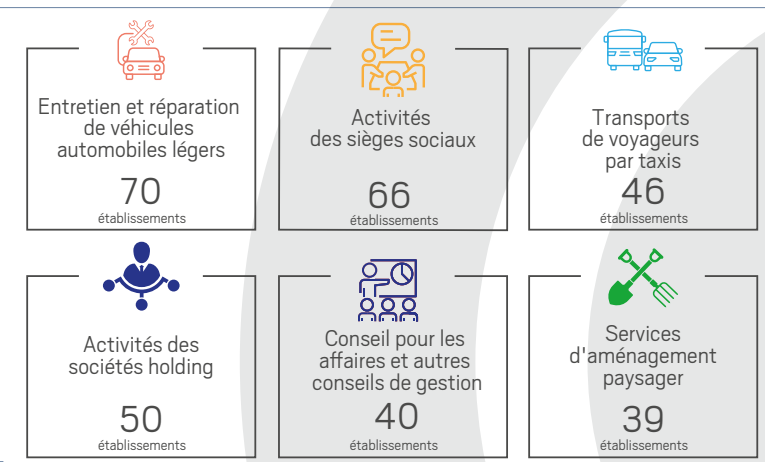 Entretien et réparation
de véhicules
automobiles légers
70
établissements
Activités
des sièges sociaux
66
établissements
Transports
de voyageurs
par taxis
46
établissements
Activités des
sociétés holding
50
établissements
Conseil pour les
affaires et autres
conseils de gestion
40
établissements
Services
d'aménagement
paysager
39
établissements